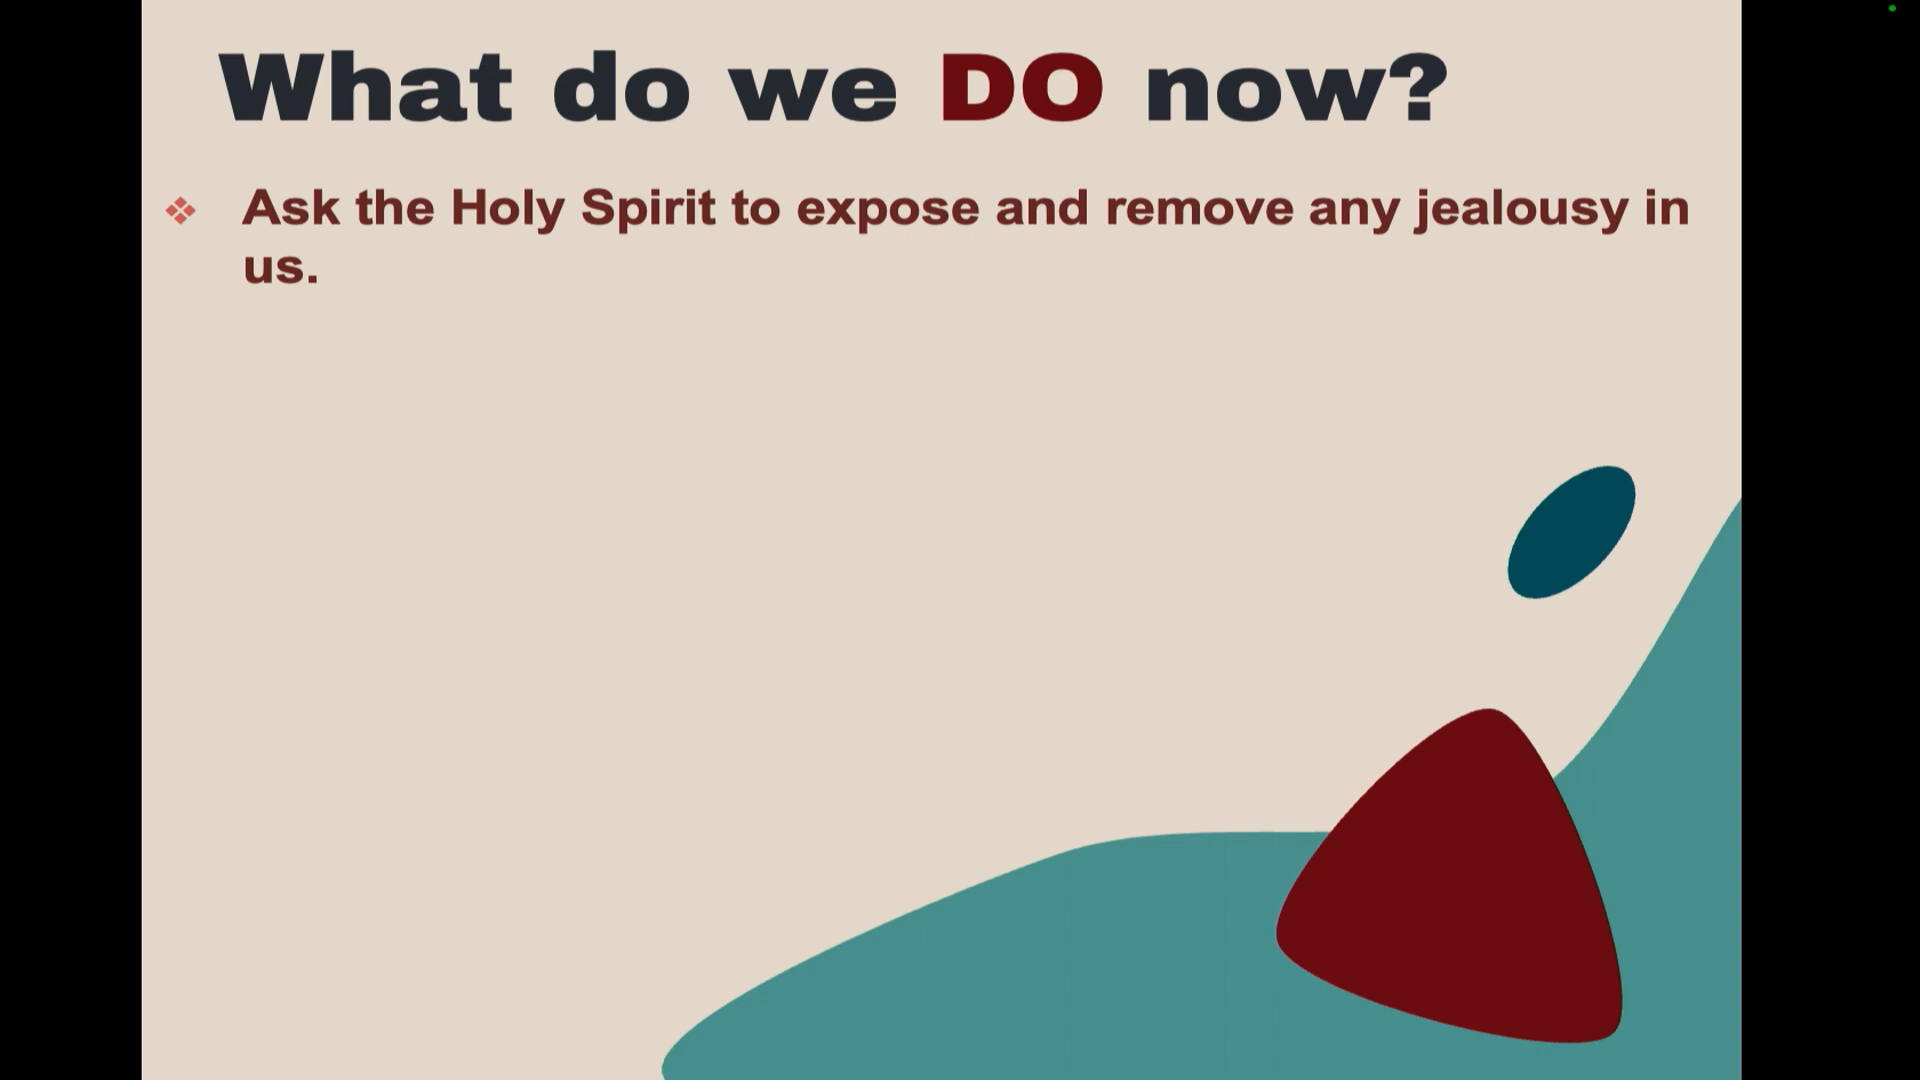 What do we DO now?
❖ Ask the Holy Spirit to expose and remove any jealousy in
us.